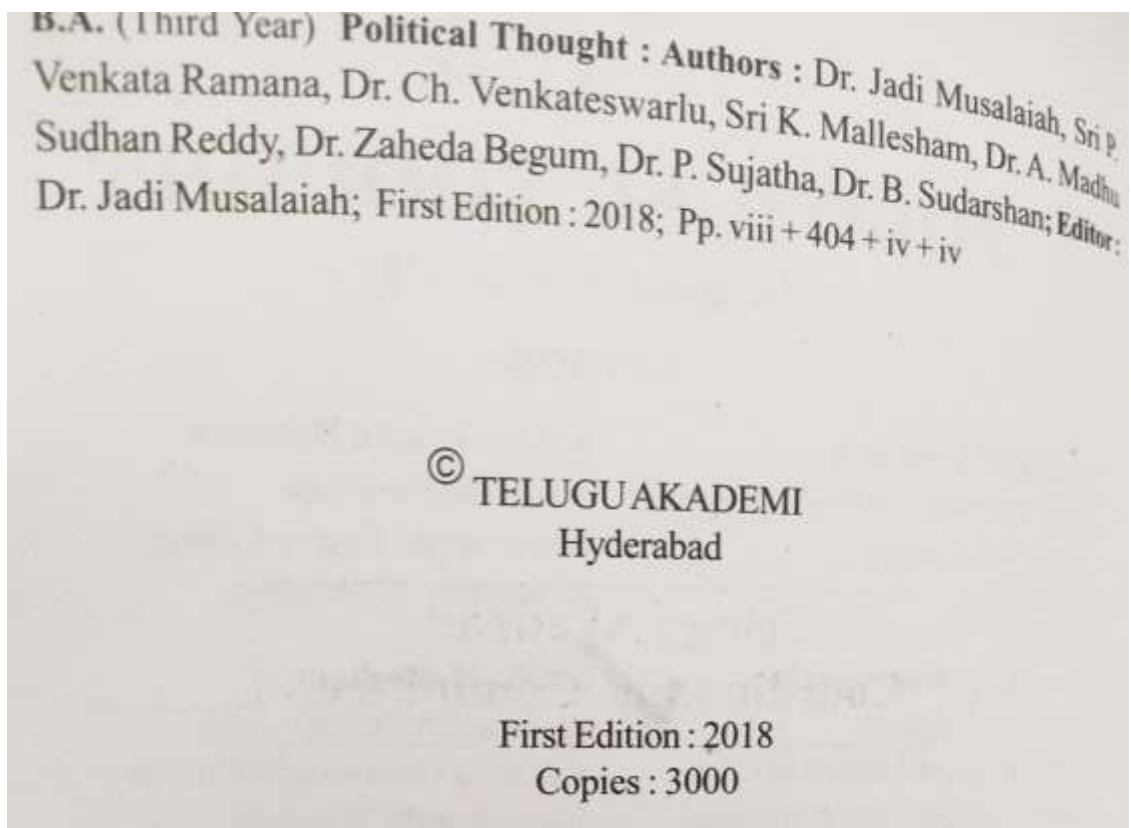 B.A. (Third Year) Political Thought : Authors : Dr. Jadi Musalaiah, Sri P.
Venkata Ramana, Dr. Ch. Venkateswarlu, Sri K. Mallesham, Dr. A. Madhu
Sudhan Reddy, Dr. Zaheda Begum, Dr. P. Sujatha, Dr. B. Sudarshan; Editor :
Dr. Jadi Musalaiah; First Edition : 2018; Pp. viii + 404 + iv + iv
© TELUGU AKADEMI
Hyderabad
First Edition : 2018
Copies : 3000